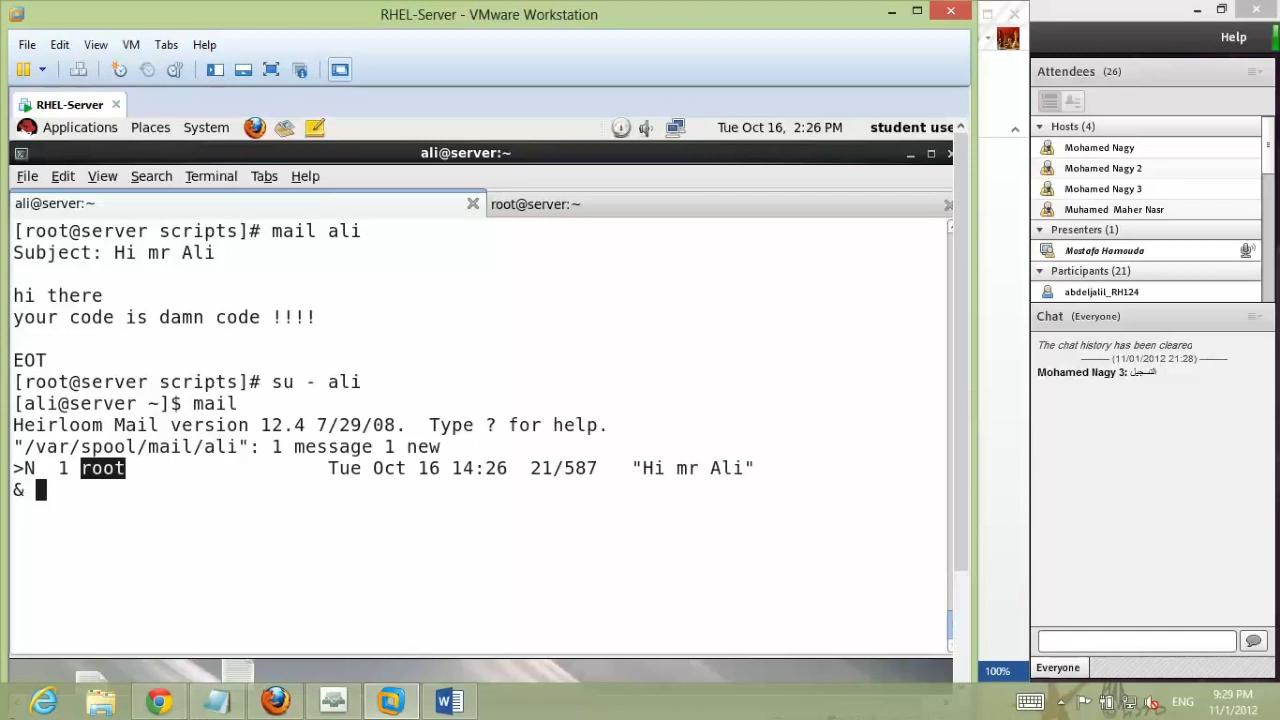 RHEL-Server - VMware Workstation
File Edit View VM Tabs Help
RHEL-Server
Applications Places System Tue Oct 16, 2:26 PM student use
ali@server:~
File Edit View Search Terminal Tabs Help
ali@server:~ root@server:~
[root@server scripts]# mail ali
Subject: Hi mr Ali
hi there
your code is damn code !!!!
EOT
[root@server scripts]# su - ali
[ali@server ~]$ mail
Heirloom Mail version 12.4 7/29/08. Type ? for help.
"/var/spool/mail/ali": 1 message 1 new
>N 1 root Tue Oct 16 14:26 21/587 "Hi mr Ali"
&
100%
Help
Attendees (26)
Hosts (4)
Mohamed Nagy
Mohamed Nagy 2
Mohamed Nagy 3
Muhamed Maher Nasr
Presenters (1)
Mostafa Hamouda
Participants (21)
abdeljalil_RH124
Chat (Everyone)
The chat history has been cleared
(11/01/2012 21:28)
Mohamed Nagy 3: التسجيل
Everyone
ENG
9:29 PM
11/1/2012